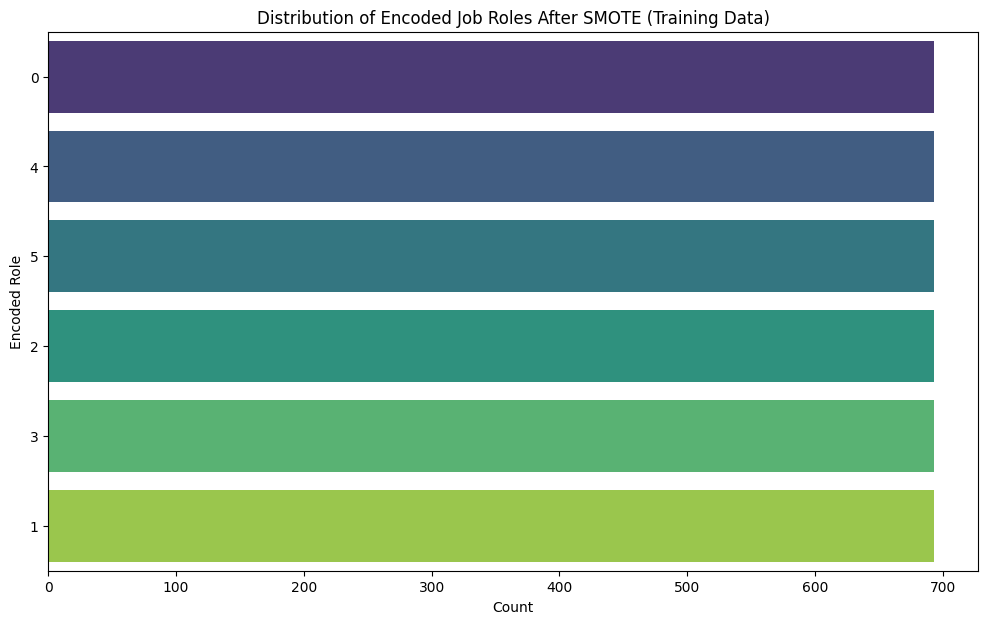 Distribution of Encoded Job Roles After SMOTE (Training Data)
Encoded Role
0
4
5
2
3
1
0 100 200 300 400 500 600 700
Count